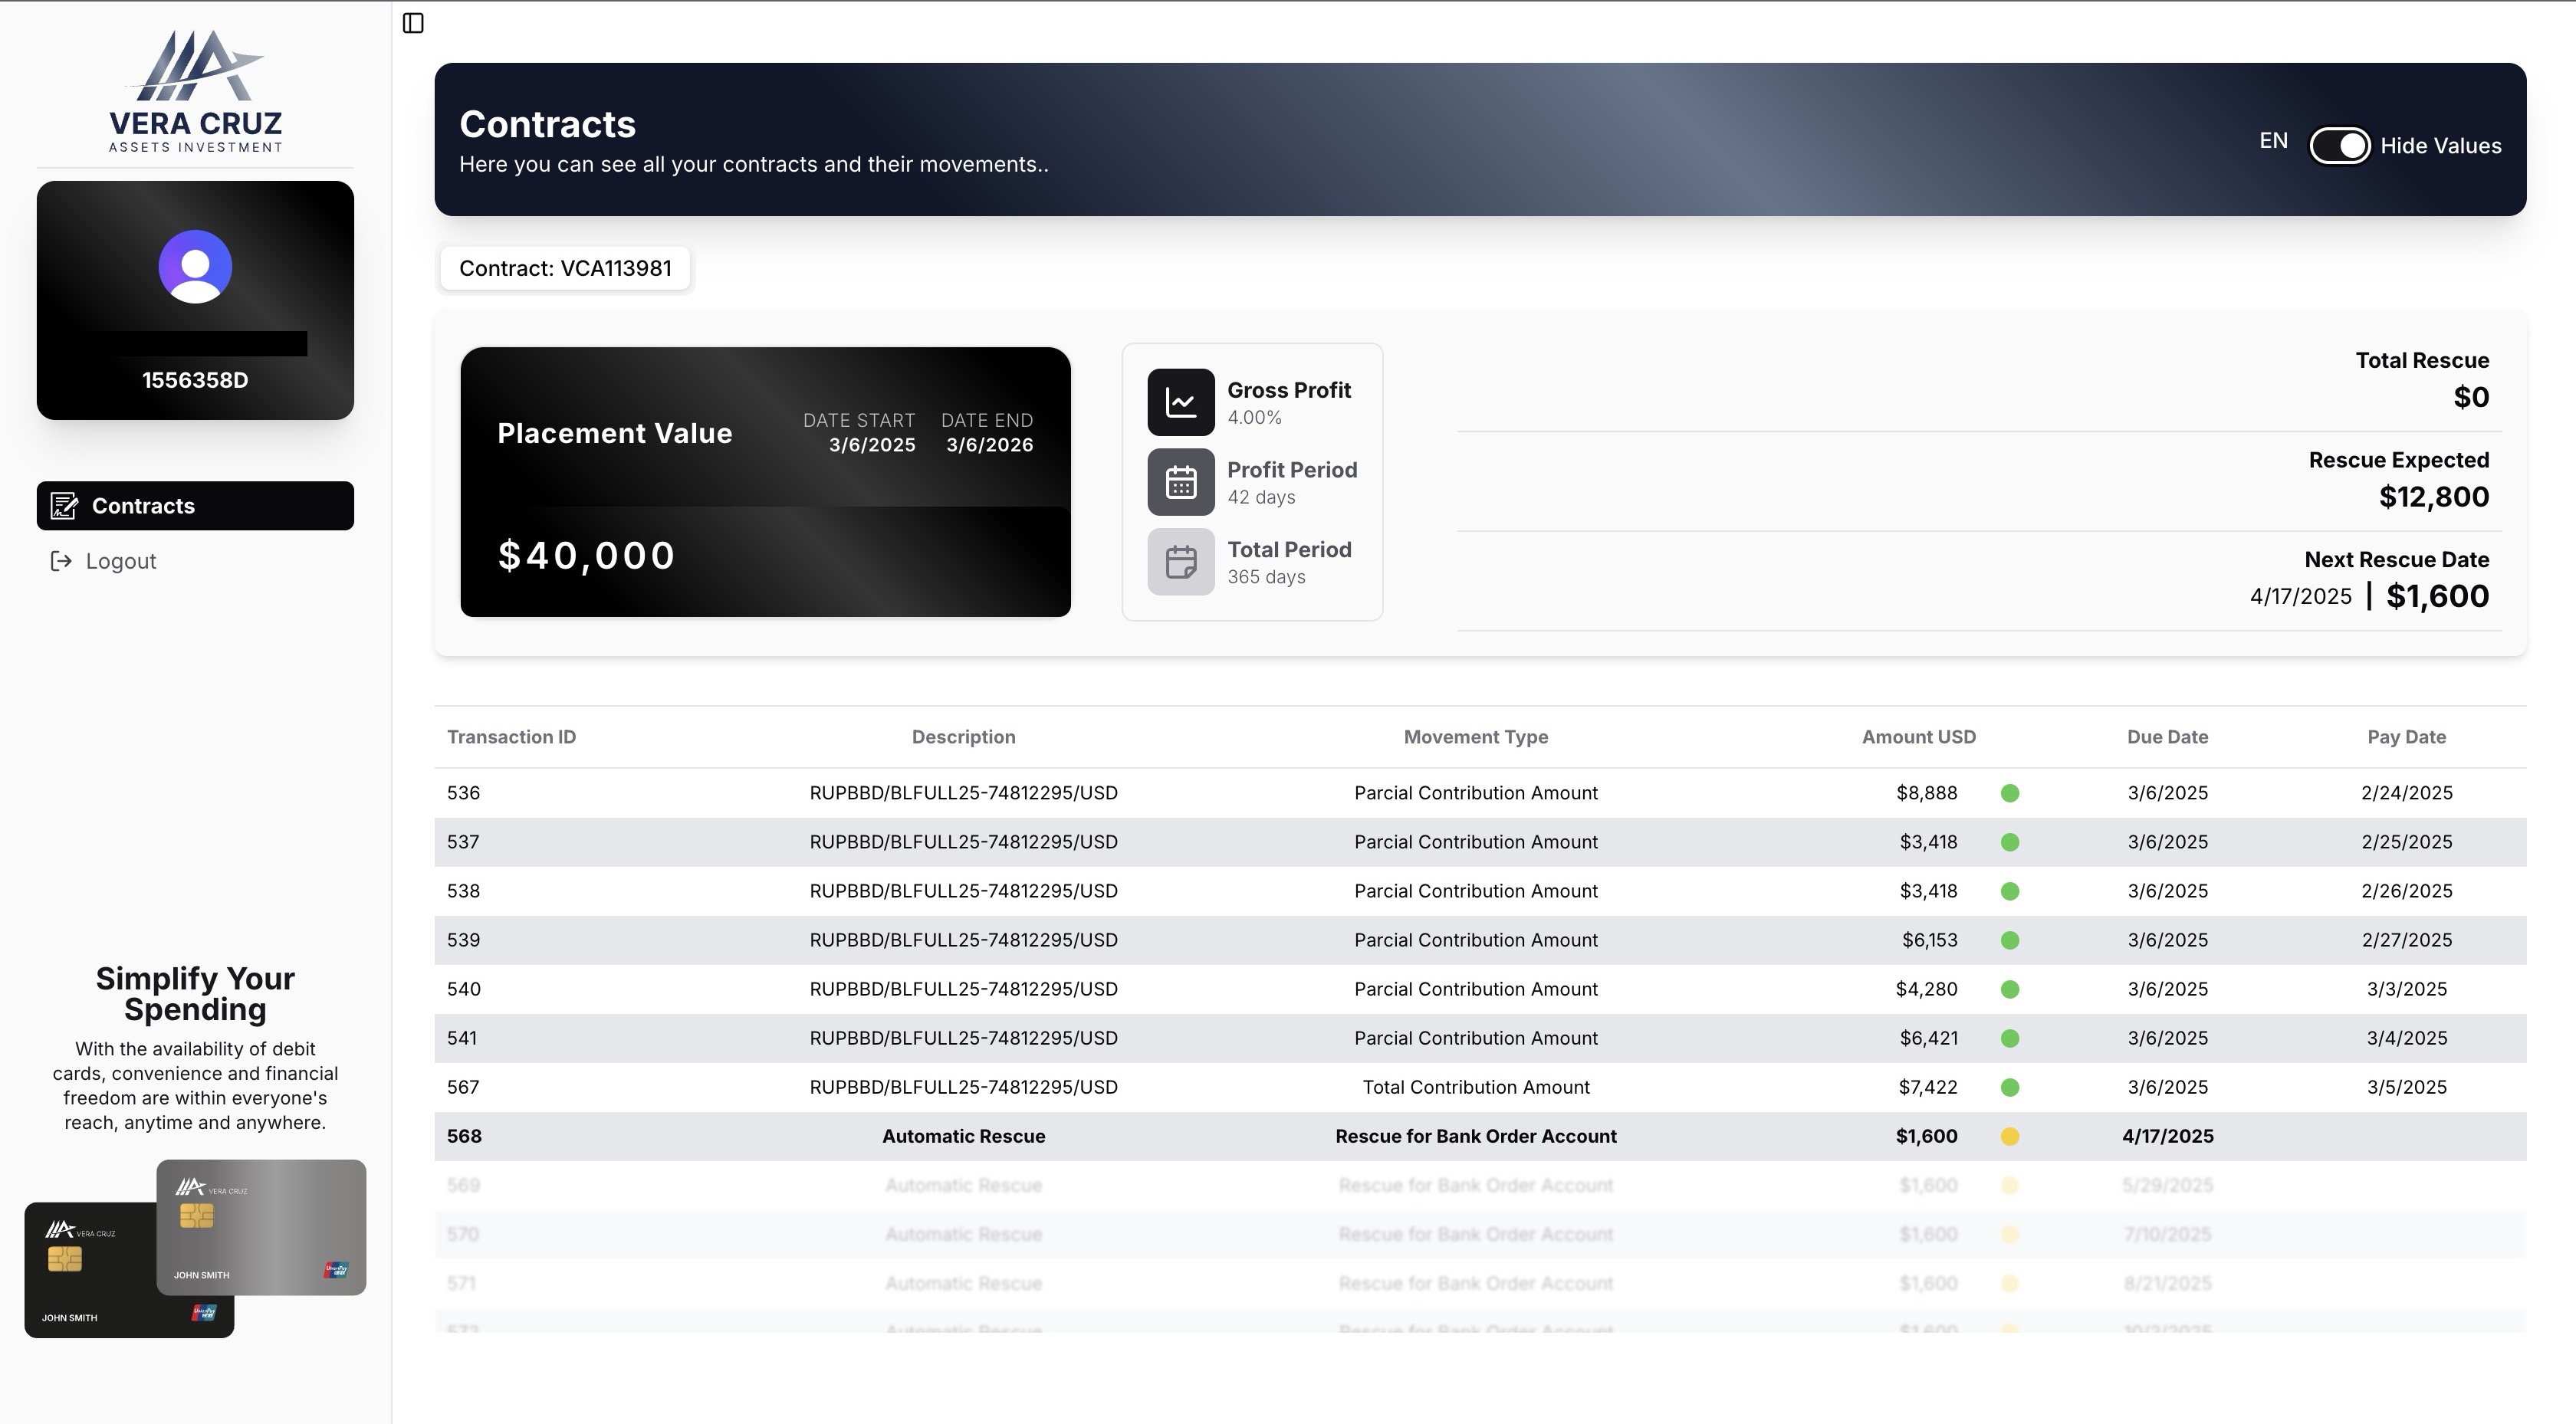 VERA CRUZ
ASSETS INVESTMENT
1556358D
Contracts
Logout
Simplify Your
Spending
With the availability of debit
cards, convenience and financial
freedom are within everyone's
reach, anytime and anywhere.
VERA CRUZ
JOHN SMITH
UnionPay
VERA CRUZ
JOHN SMITH
UnionPay
Contracts
Here you can see all your contracts and their movements..
EN Hide Values
Contract: VCA113981
Placement Value
DATE START DATE END
3/6/2025 3/6/2026
$40,000
Gross Profit
4.00%
Profit Period
42 days
Total Period
365 days
Total Rescue
$0
Rescue Expected
$12,800
Next Rescue Date
4/17/2025 | $1,600
Transaction ID Description Movement Type Amount USD Due Date Pay Date
536 RUPBBD/BLFULL25-74812295/USD Parcial Contribution Amount $8,888 3/6/2025 2/24/2025
537 RUPBBD/BLFULL25-74812295/USD Parcial Contribution Amount $3,418 3/6/2025 2/25/2025
538 RUPBBD/BLFULL25-74812295/USD Parcial Contribution Amount $3,418 3/6/2025 2/26/2025
539 RUPBBD/BLFULL25-74812295/USD Parcial Contribution Amount $6,153 3/6/2025 2/27/2025
540 RUPBBD/BLFULL25-74812295/USD Parcial Contribution Amount $4,280 3/6/2025 3/3/2025
541 RUPBBD/BLFULL25-74812295/USD Parcial Contribution Amount $6,421 3/6/2025 3/4/2025
567 RUPBBD/BLFULL25-74812295/USD Total Contribution Amount $7,422 3/6/2025 3/5/2025
568 Automatic Rescue Rescue for Bank Order Account $1,600 4/17/2025
569 Automatic Rescue Rescue for Bank Order Account $1,600 5/29/2025
570 Automatic Rescue Rescue for Bank Order Account $1,600 7/10/2025
571 Automatic Rescue Rescue for Bank Order Account $1,600 8/21/2025
572 Automatic Rescue Rescue for Bank Order Account $1,600 10/2/2025